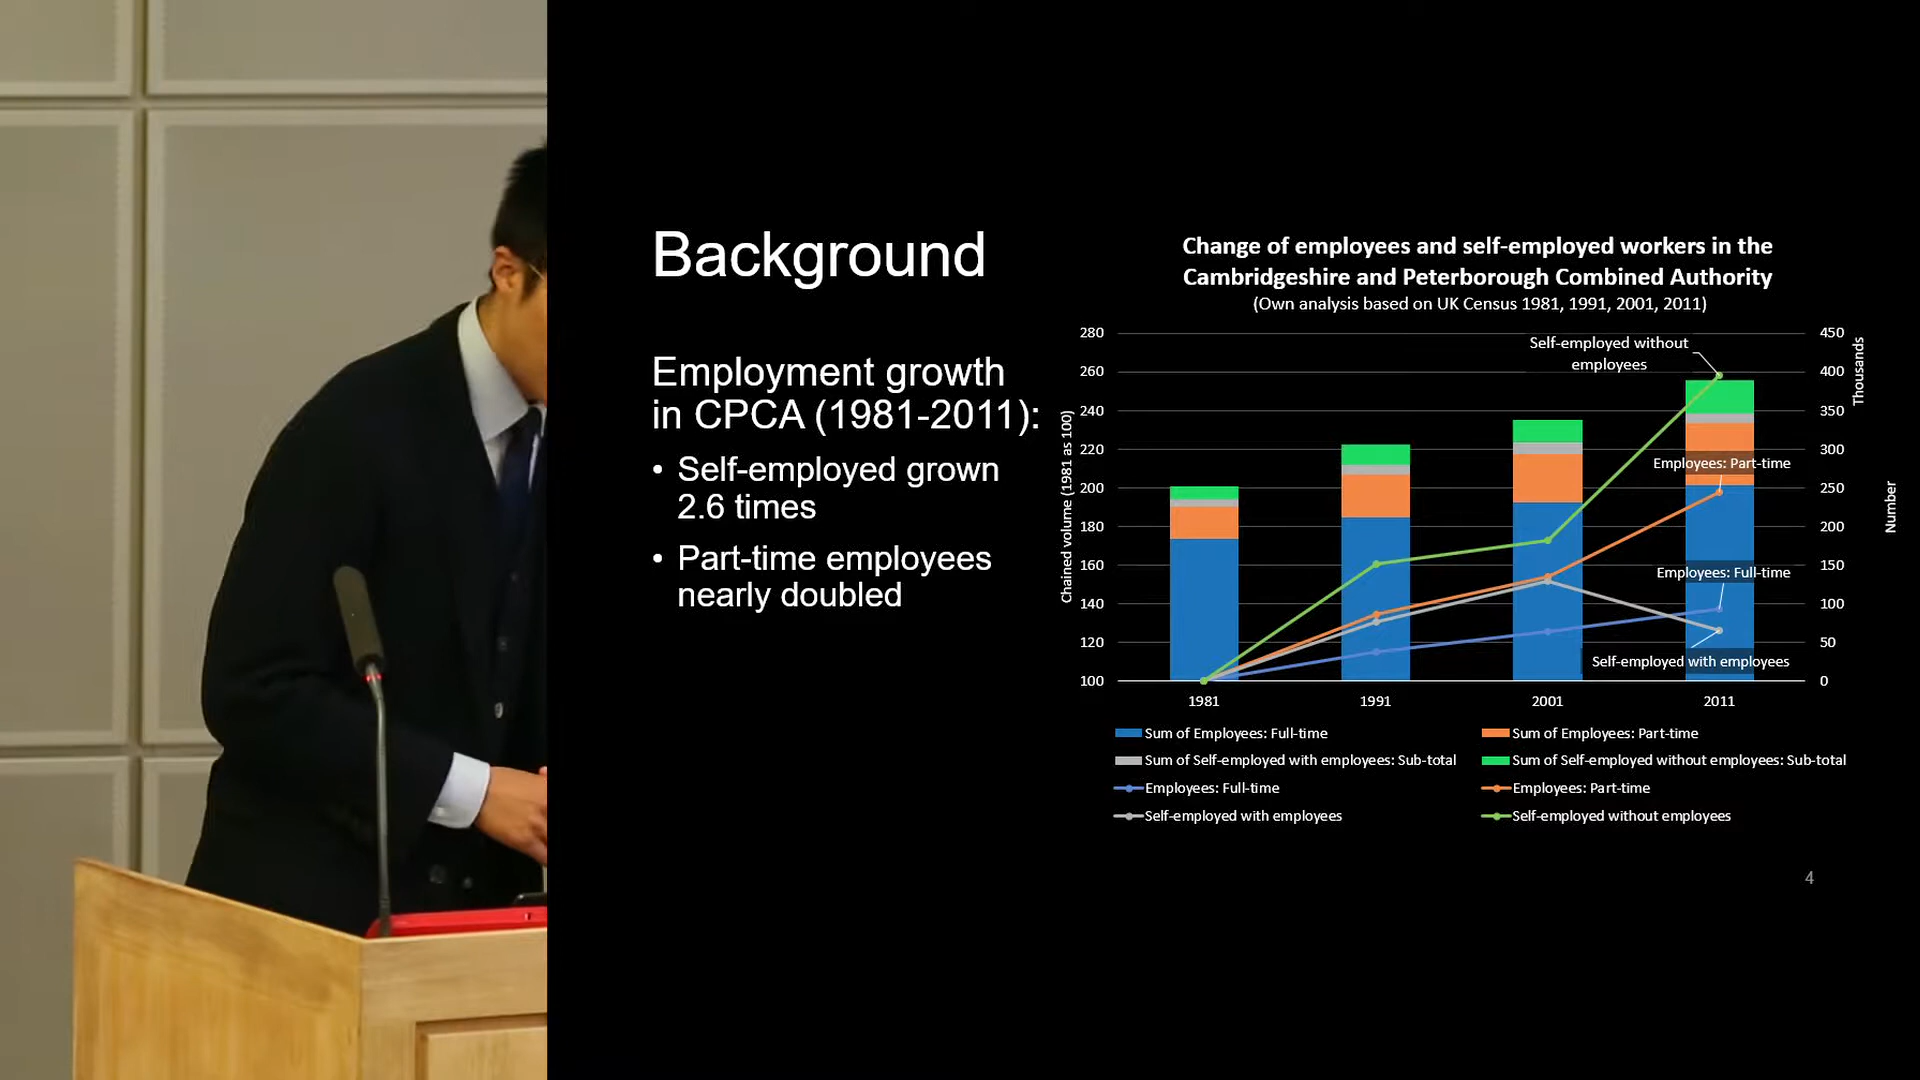 Background
Employment growth
in CPCA (1981-2011):
• Self-employed grown
2.6 times
• Part-time employees
nearly doubled
Change of employees and self-employed workers in the
Cambridgeshire and Peterborough Combined Authority
(Own analysis based on UK Census 1981, 1991, 2001, 2011)
Chained volume (1981 as 100)
280
260
240
220
200
180
160
140
120
100
450
400
350
300
250
200
150
100
50
0
Thousands
Number
Self-employed without
employees
Employees: Part-time
Employees: Full-time
Self-employed with employees
1981 1991 2001 2011
Sum of Employees: Full-time
Sum of Employees: Part-time
Sum of Self-employed with employees: Sub-total
Sum of Self-employed without employees: Sub-total
Employees: Full-time
Employees: Part-time
Self-employed with employees
Self-employed without employees
4